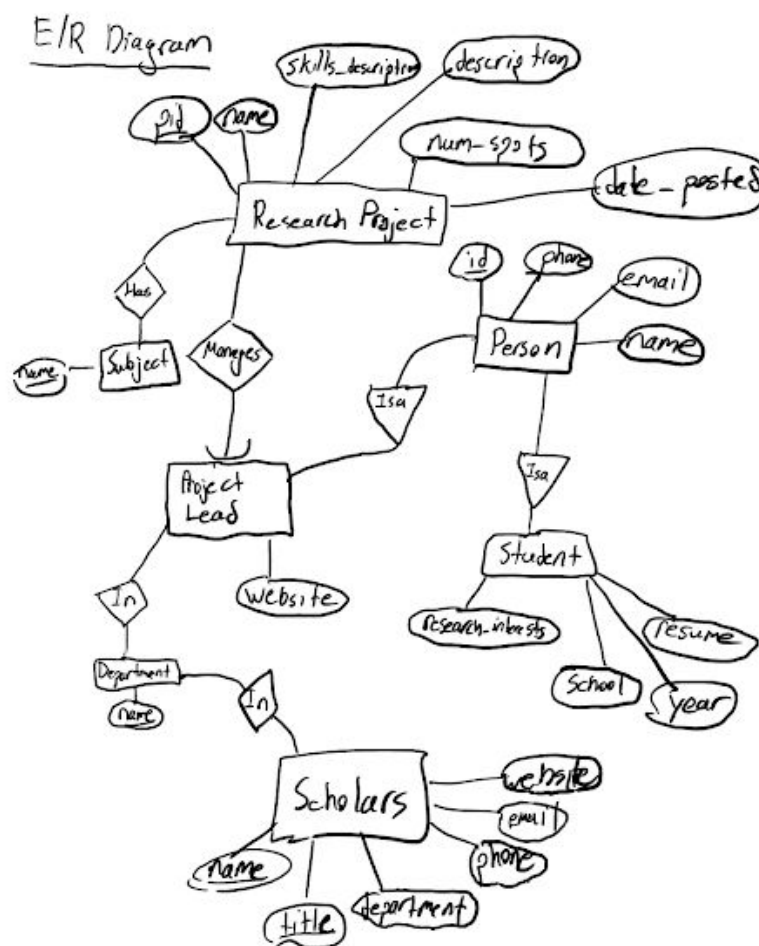 E/R Diagram
skills_description
description
pid
name
num_spots
date_posted
Research Project
id
phone
email
Has
Person
name
Manages
name
Subject
Isa
Isa
Project
Lead
Student
In
website
research_interests
resume
Department
School
year
name
In
Scholars
website
email
name
phone
title
department